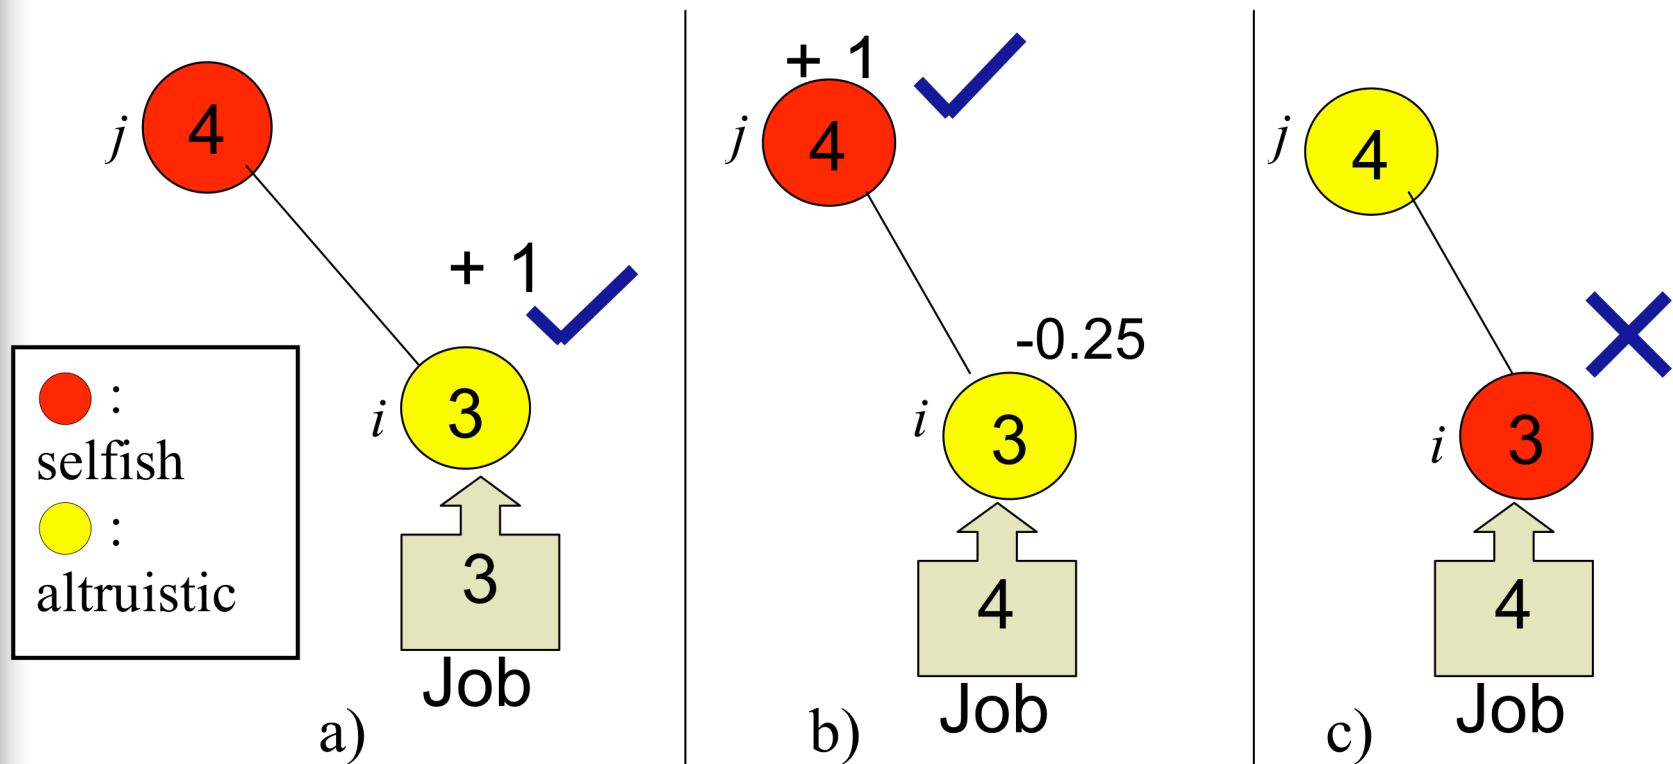 j 4
+ 1
i 3
3
Job
a)
:
selfish
:
altruistic
+ 1
j 4
-0.25
i 3
4
Job
b)
j 4
i 3
4
Job
c)